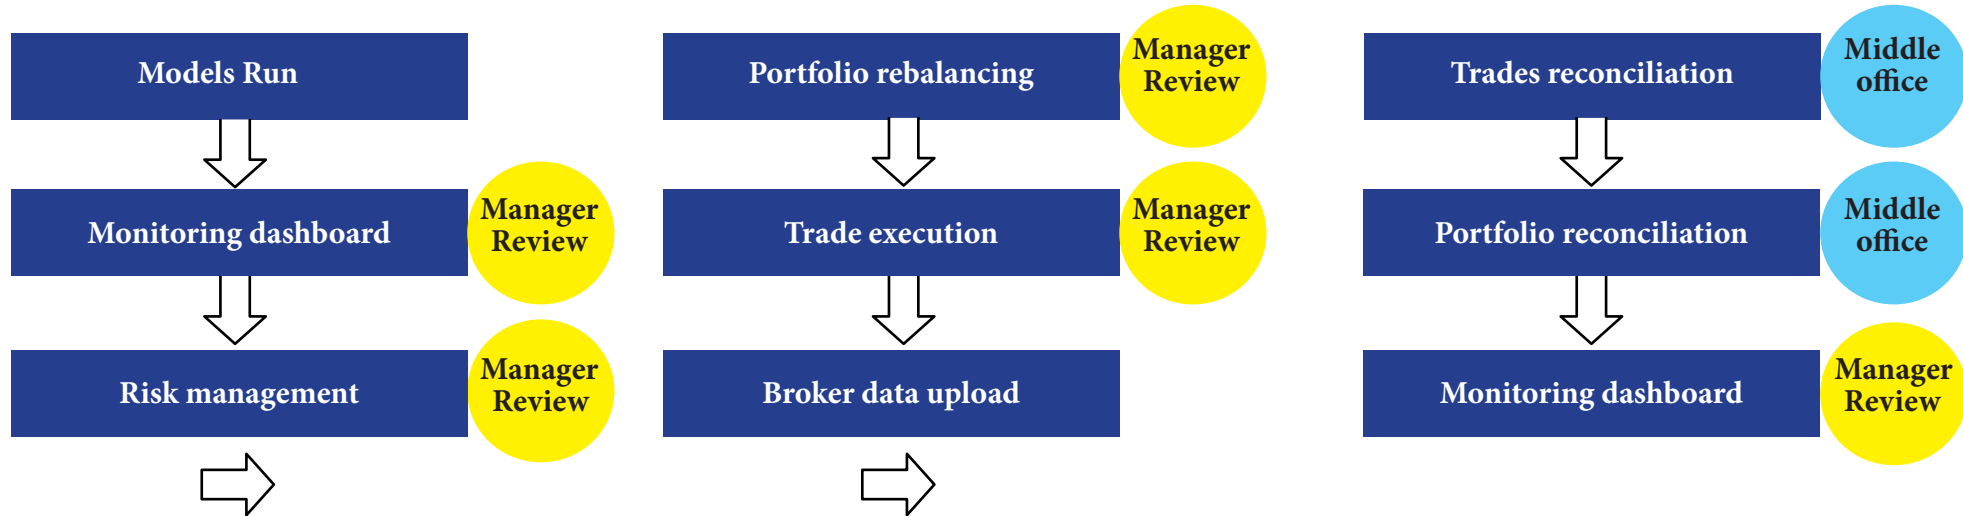 Models Run
Monitoring dashboard
Manager
Review
Risk management
Manager
Review
Portfolio rebalancing
Manager
Review
Trade execution
Manager
Review
Broker data upload
Trades reconciliation
Middle
office
Portfolio reconciliation
Middle
office
Monitoring dashboard
Manager
Review